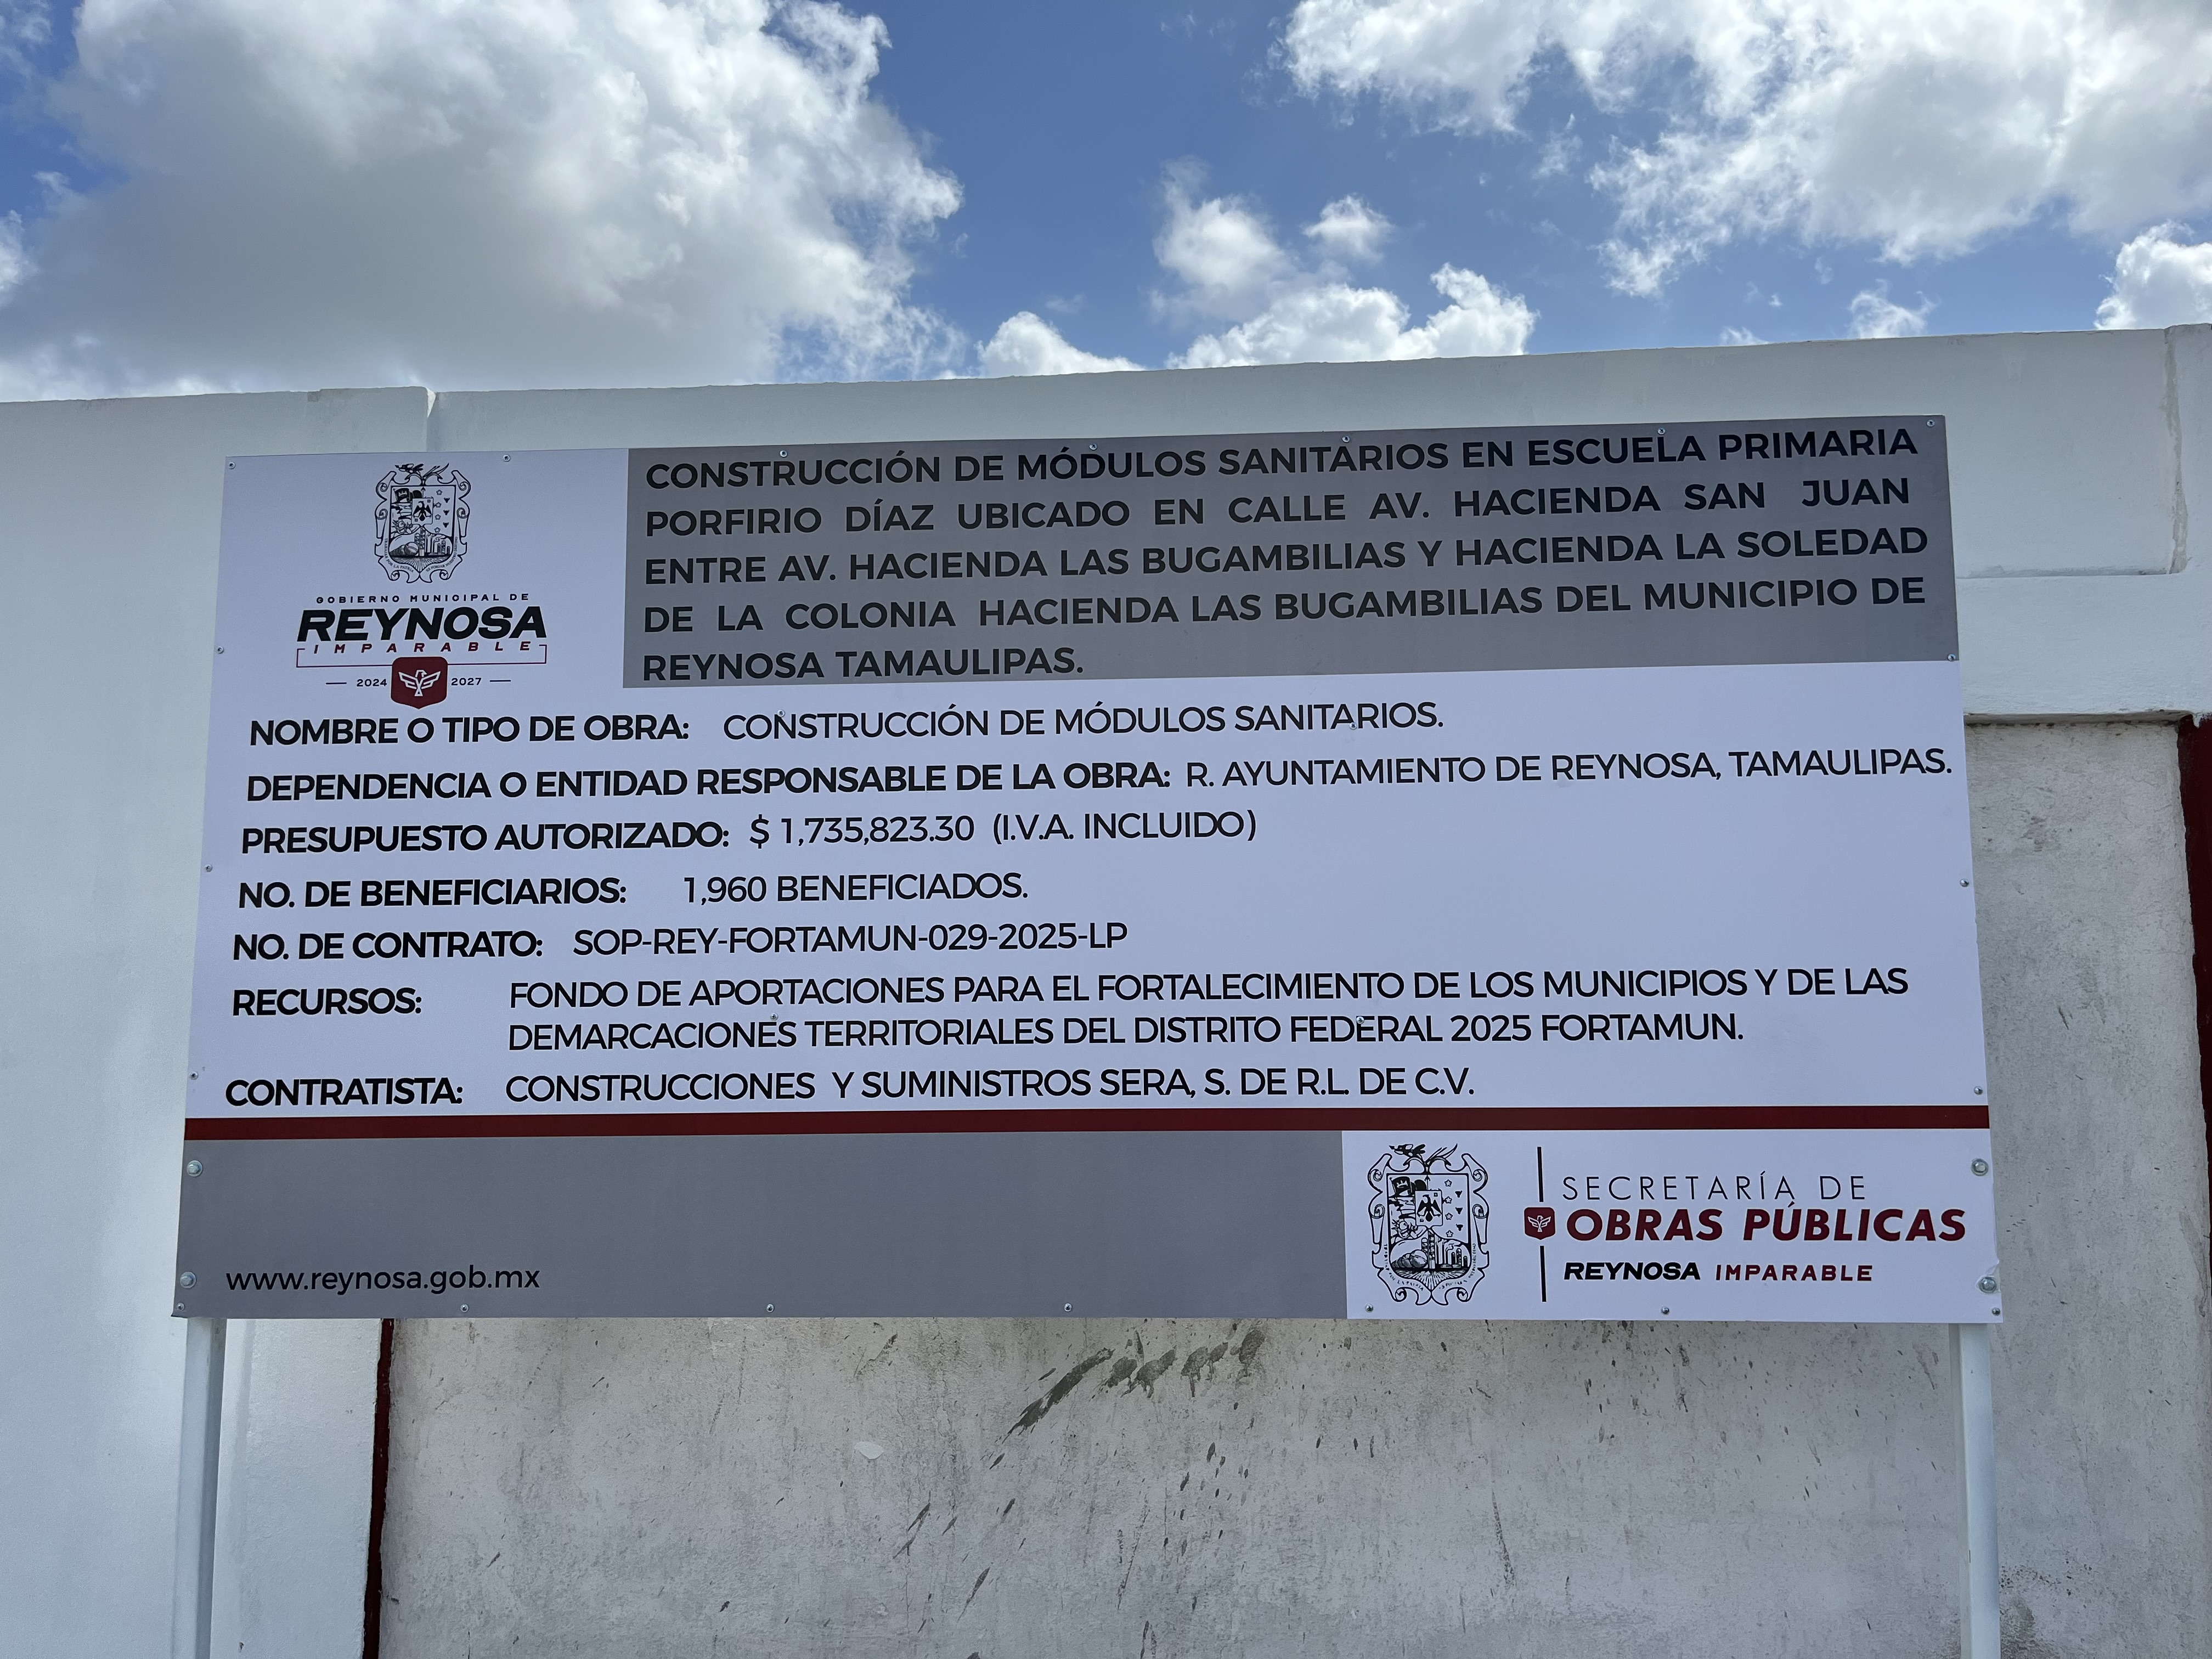 CONSTRUCCIÓN DE MÓDULOS SANITARIOS EN ESCUELA PRIMARIA
PORFIRIO DÍAZ UBICADO EN CALLE AV. HACIENDA SAN JUAN
ENTRE AV. HACIENDA LAS BUGAMBILIAS Y HACIENDA LA SOLEDAD
DE LA COLONIA HACIENDA LAS BUGAMBILIAS DEL MUNICIPIO DE
REYNOSA TAMAULIPAS.
GOBIERNO MUNICIPAL DE
REYNOSA
IMPARABLE
2024 2027
NOMBRE O TIPO DE OBRA: CONSTRUCCIÓN DE MÓDULOS SANITARIOS.
DEPENDENCIA O ENTIDAD RESPONSABLE DE LA OBRA: R. AYUNTAMIENTO DE REYNOSA, TAMAULIPAS.
PRESUPUESTO AUTORIZADO: $ 1,735,823.30 (I.V.A. INCLUIDO)
NO. DE BENEFICIARIOS: 1,960 BENEFICIADOS.
NO. DE CONTRATO: SOP-REY-FORTAMUN-029-2025-LP
RECURSOS: FONDO DE APORTACIONES PARA EL FORTALECIMIENTO DE LOS MUNICIPIOS Y DE LAS
DEMARCACIONES TERRITORIALES DEL DISTRITO FEDERAL 2025 FORTAMUN.
CONTRATISTA: CONSTRUCCIONES Y SUMINISTROS SERA, S. DE R.L. DE C.V.
www.reynosa.gob.mx
SECRETARÍA DE
OBRAS PÚBLICAS
REYNOSA IMPARABLE